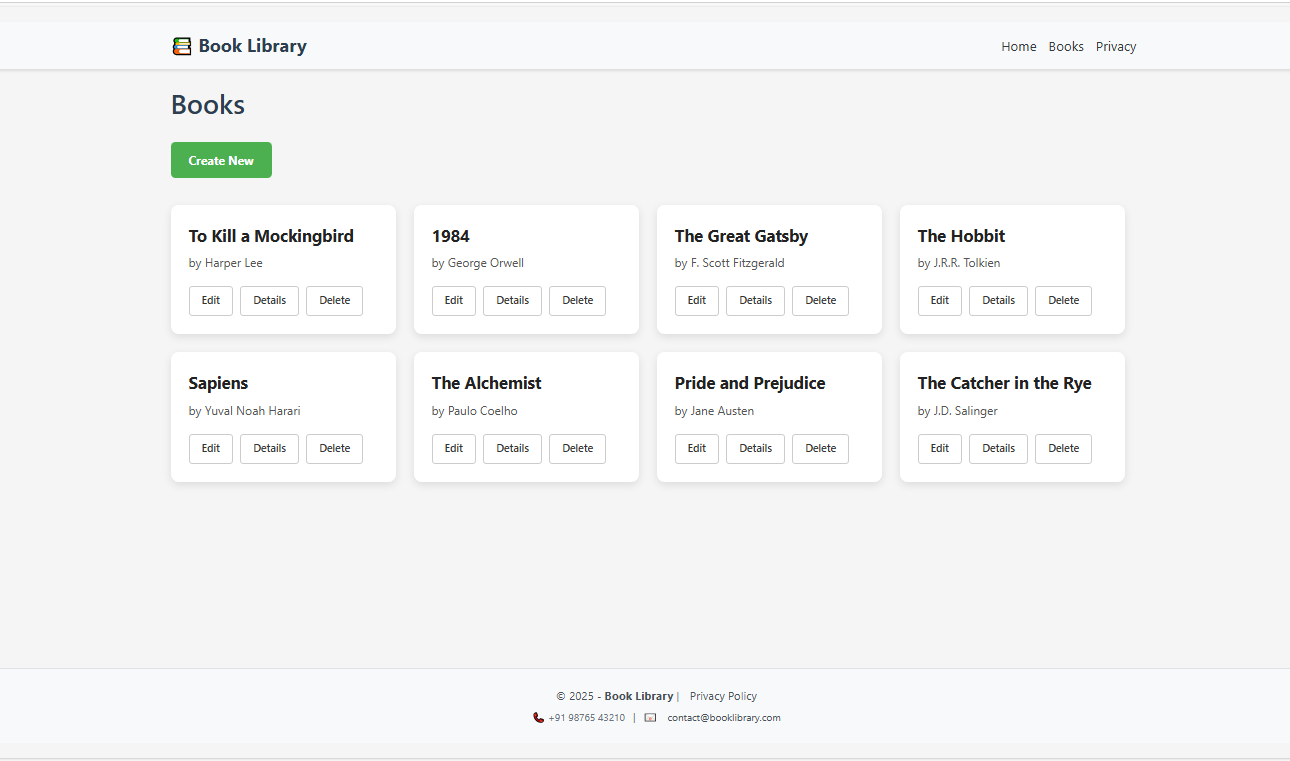 Book Library
Home Books Privacy
Books
Create New
To Kill a Mockingbird
by Harper Lee
Edit Details Delete
1984
by George Orwell
Edit Details Delete
The Great Gatsby
by F. Scott Fitzgerald
Edit Details Delete
The Hobbit
by J.R.R. Tolkien
Edit Details Delete
Sapiens
by Yuval Noah Harari
Edit Details Delete
The Alchemist
by Paulo Coelho
Edit Details Delete
Pride and Prejudice
by Jane Austen
Edit Details Delete
The Catcher in the Rye
by J.D. Salinger
Edit Details Delete
© 2025 - Book Library | Privacy Policy
+91 98765 43210 | contact@booklibrary.com